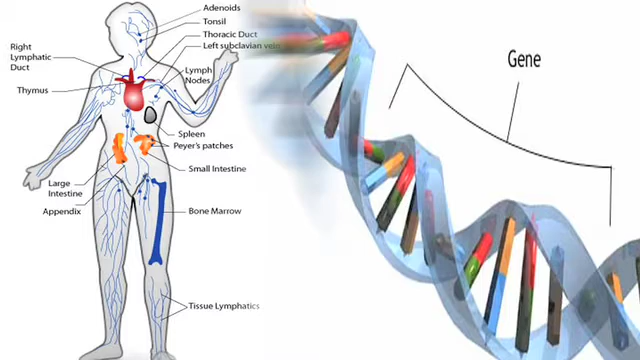 Adenoids
Tonsil
Thoracic Duct
Left subclavian vein
Right
Lymphatic
Duct
Lymph
Nodes
Thymus
Spleen
Peyer's patches
Small Intestine
Large
Intestine
Appendix
Bone Marrow
Tissue Lymphatics
Gene